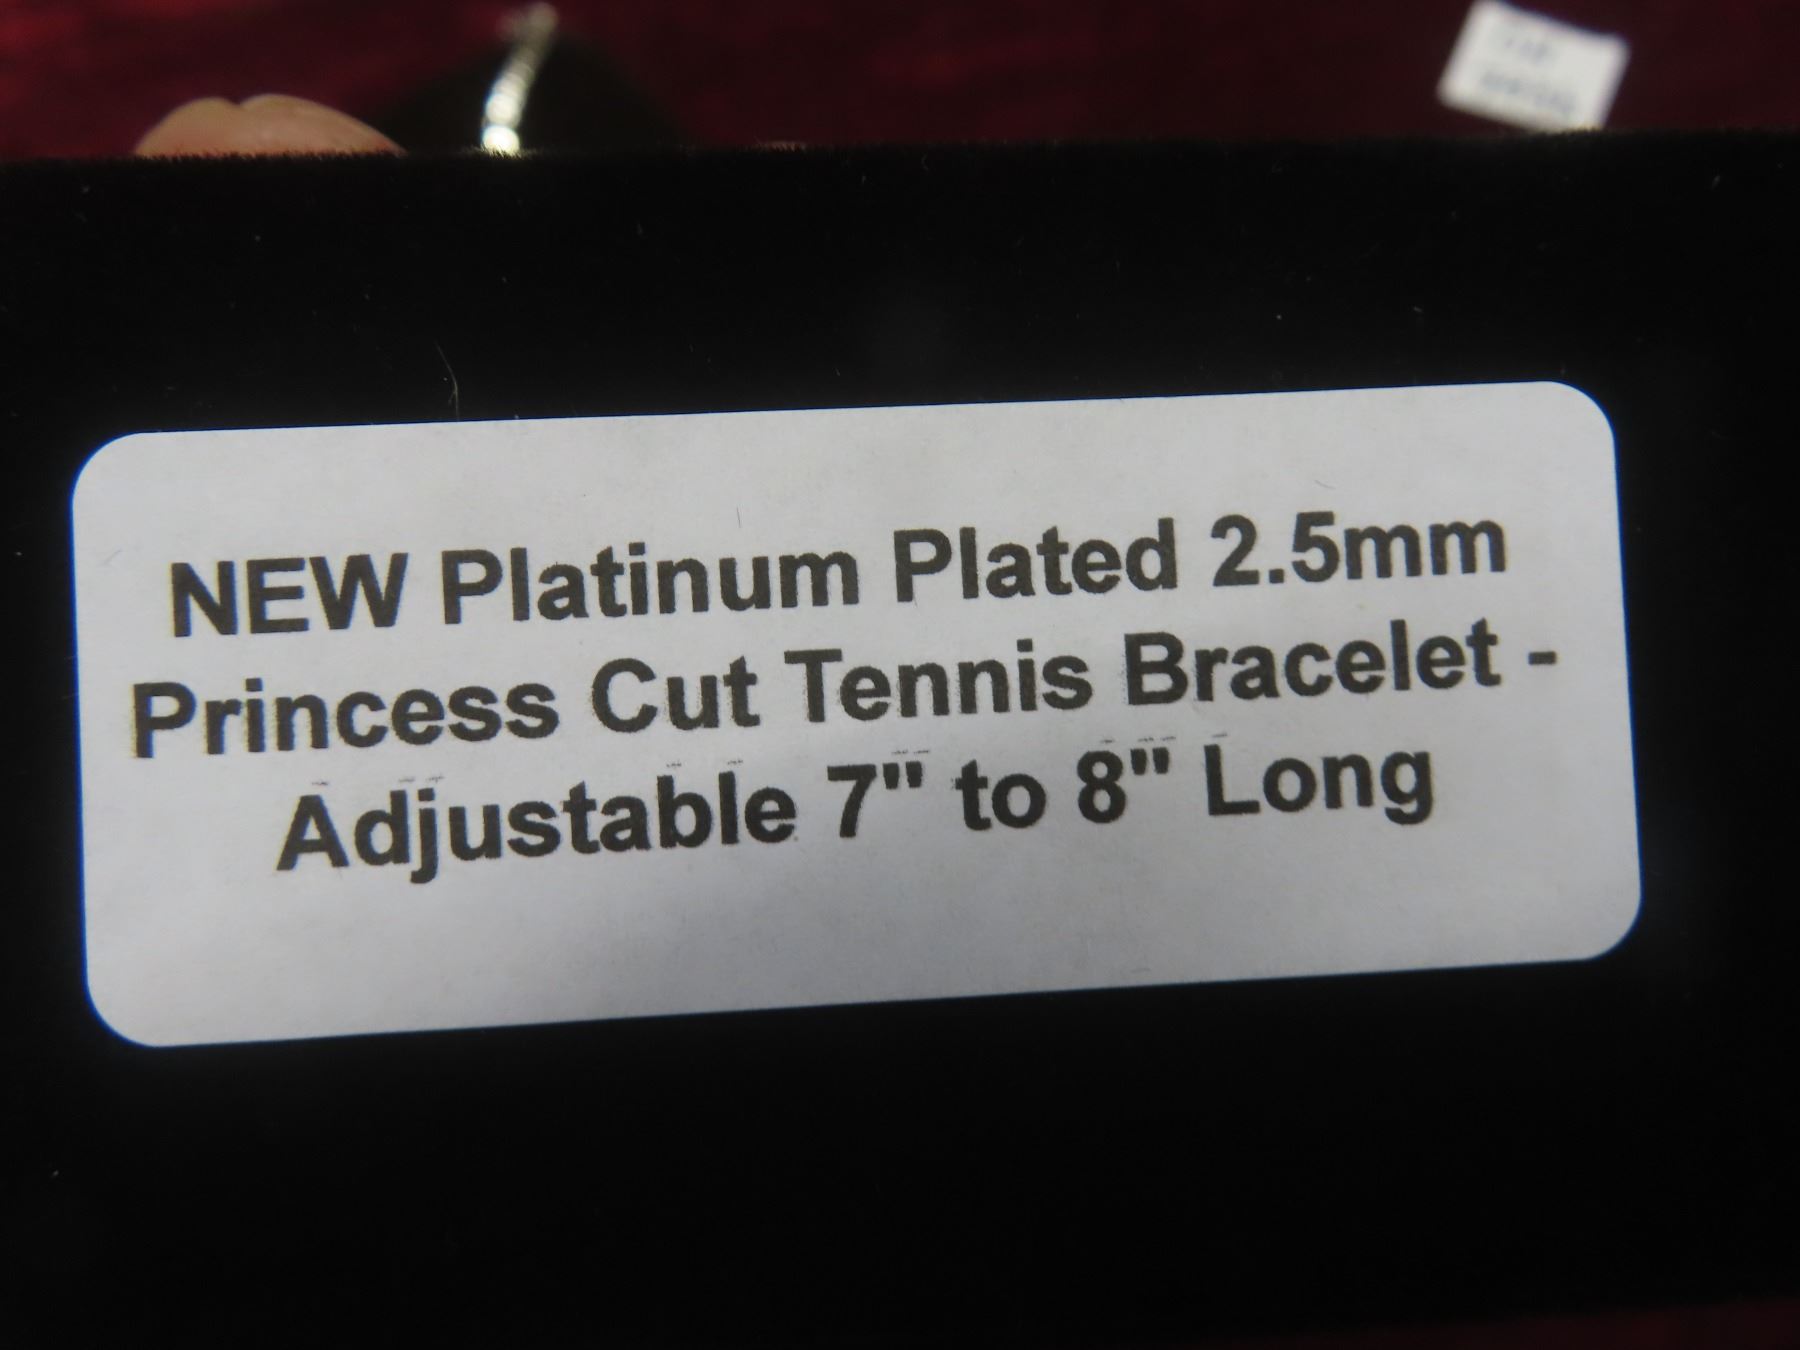 NEW Platinum Plated 2.5mm
Princess Cut Tennis Bracelet -
Adjustable 7" to 8" Long